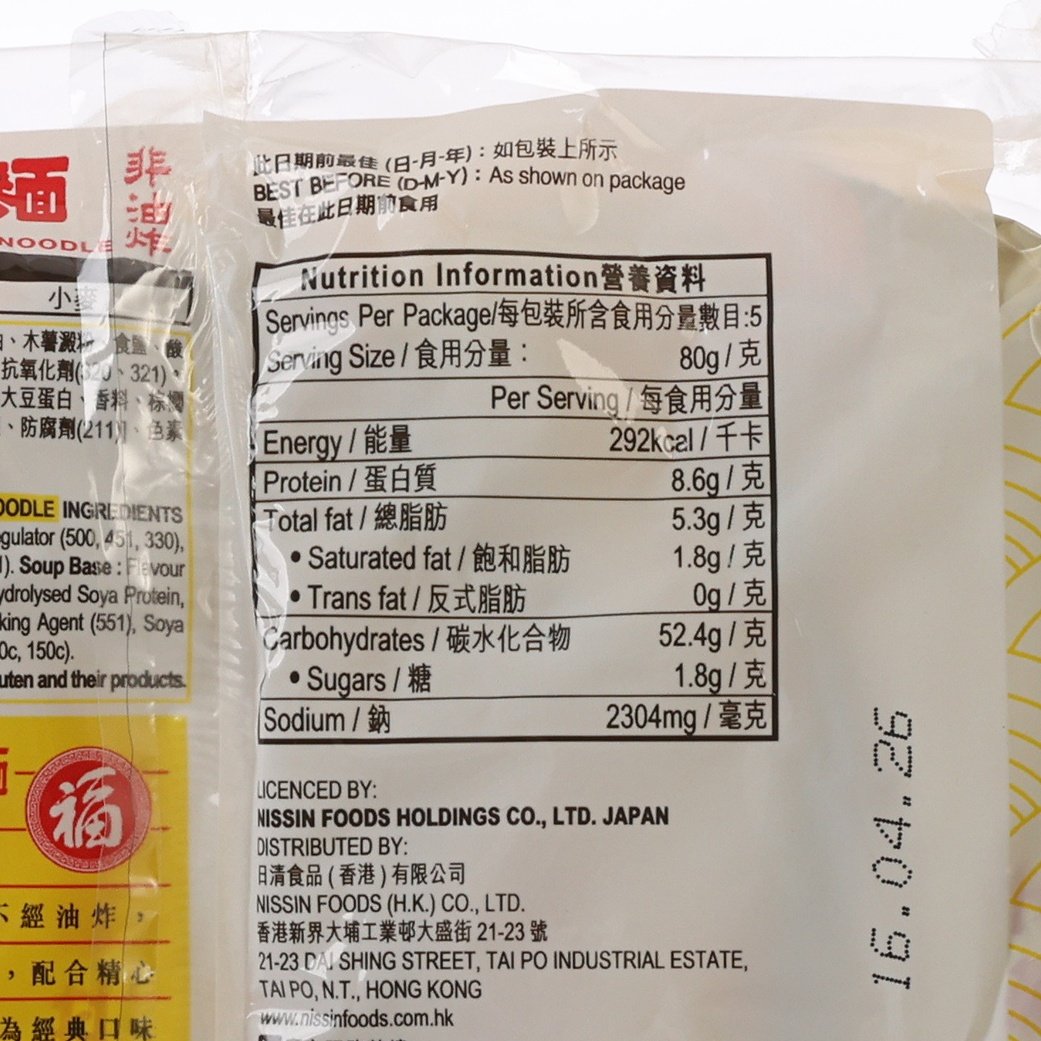 麵
NOODLE
非油炸
小麥
、木薯澱粉、食鹽、酸
抗氧化劑(320、321)。
大豆蛋白、香料、棕櫚
、防腐劑(211)、色素
NOODLE INGREDIENTS
egulator (500, 451, 330),
). Soup Base : Flavour
ydrolysed Soya Protein,
king Agent (551), Soya
0c, 150c).
uten and their products.
福
不經油炸，
，配合精心
為經典口味
此日期前最佳 (日-月-年)：如包裝上所示
BEST BEFORE (D-M-Y)：As shown on package
最佳在此日期前食用
Nutrition Information營養資料
Servings Per Package/每包裝所含食用分量數目:5
Serving Size / 食用分量： 80g / 克
Per Serving / 每食用分量
Energy / 能量 292kcal / 千卡
Protein / 蛋白質 8.6g / 克
Total fat / 總脂肪 5.3g / 克
• Saturated fat / 飽和脂肪 1.8g / 克
• Trans fat / 反式脂肪 0g / 克
Carbohydrates / 碳水化合物 52.4g / 克
• Sugars / 糖 1.8g / 克
Sodium / 鈉 2304mg / 毫克
LICENCED BY:
NISSIN FOODS HOLDINGS CO., LTD. JAPAN
DISTRIBUTED BY:
日清食品 ( 香港 ) 有限公司
NISSIN FOODS (H.K.) CO., LTD.
香港新界大埔工業邨大盛街 21-23 號
21-23 DAI SHING STREET, TAI PO INDUSTRIAL ESTATE,
TAI PO, N.T., HONG KONG
www.nissinfoods.com.hk
16.04.26